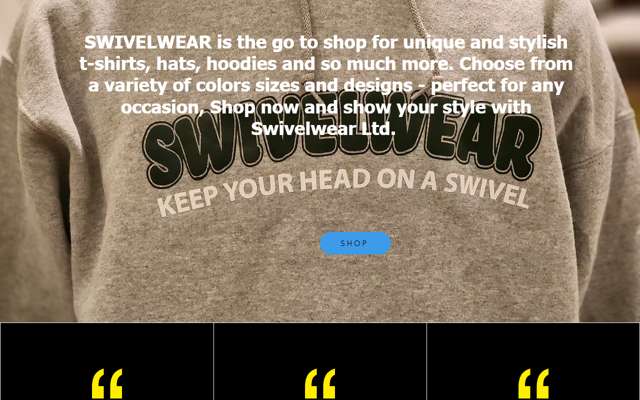 SWIVELWEAR is the go to shop for unique and stylish
t-shirts, hats, hoodies and so much more. Choose from
a variety of colors sizes and designs - perfect for any
occasion, Shop now and show your style with
Swivelwear Ltd.
SWIVELWEAR
KEEP YOUR HEAD ON A SWIVEL
SHOP
“ “ “